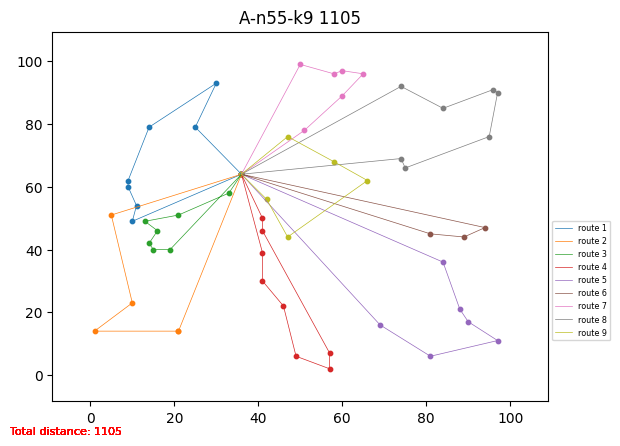 A-n55-k9 1105
100
80
60
40
20
0
0 20 40 60 80 100
route 1
route 2
route 3
route 4
route 5
route 6
route 7
route 8
route 9
Total distance: 1105